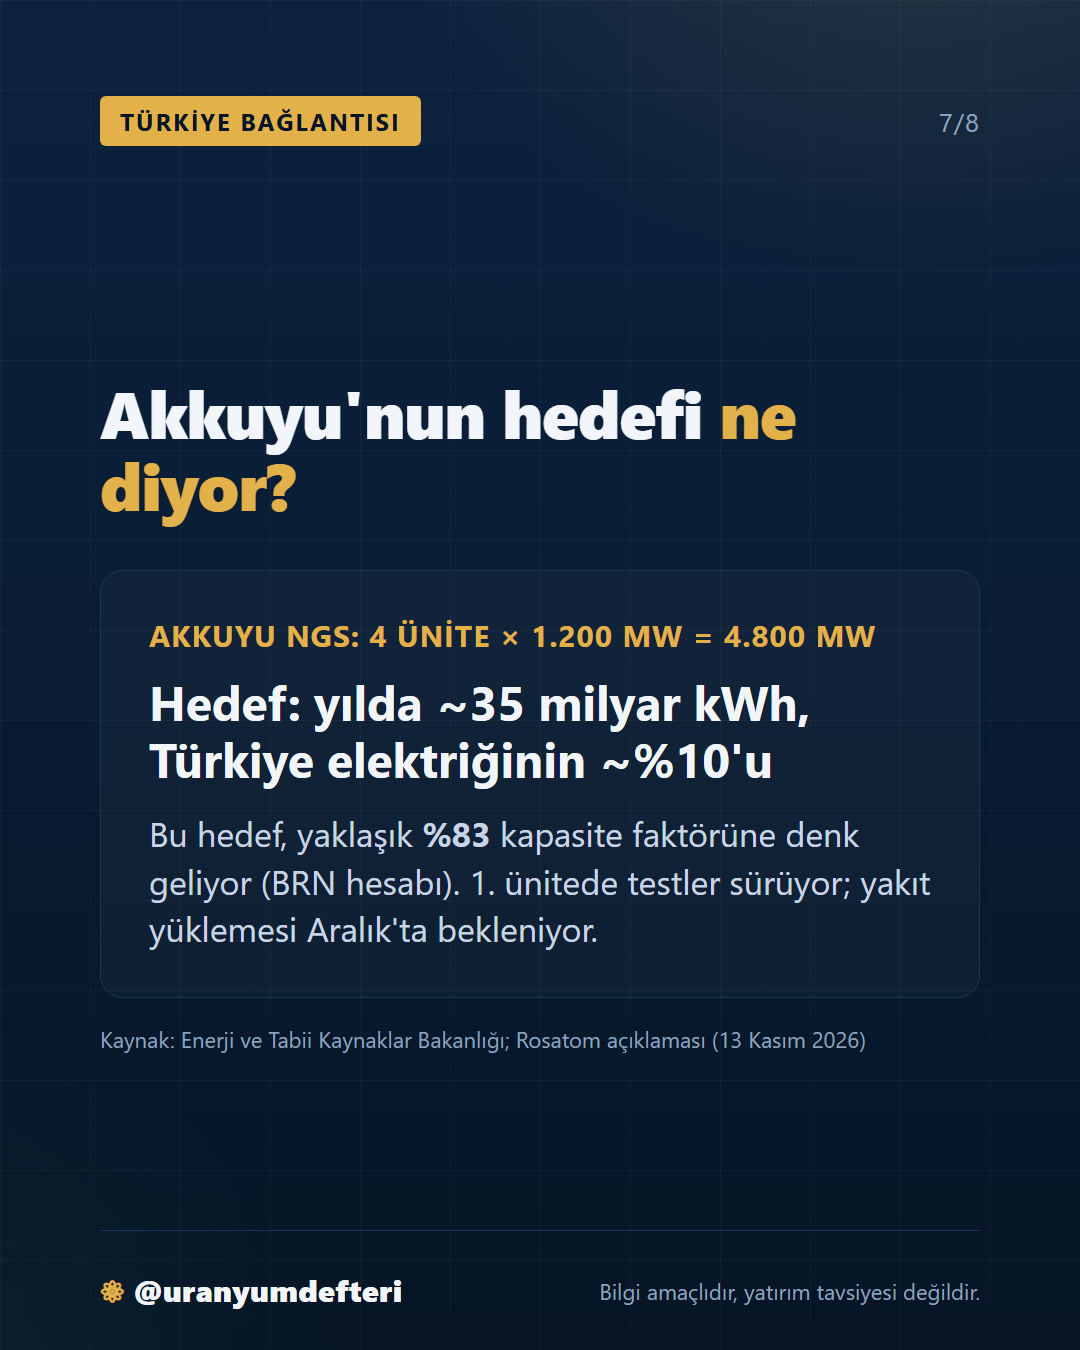 TÜRKİYE BAĞLANTISI
7/8
Akkuyu'nun hedefi ne
diyor?
AKKUYU NGS: 4 ÜNİTE × 1.200 MW = 4.800 MW
Hedef: yılda ~35 milyar kWh,
Türkiye elektriğinin ~%10'u
Bu hedef, yaklaşık %83 kapasite faktörüne denk
geliyor (BRN hesabı). 1. ünitede testler sürüyor; yakıt
yüklemesi Aralık'ta bekleniyor.
Kaynak: Enerji ve Tabii Kaynaklar Bakanlığı; Rosatom açıklaması (13 Kasım 2026)
@uranyumdefteri
Bilgi amaçlıdır, yatırım tavsiyesi değildir.